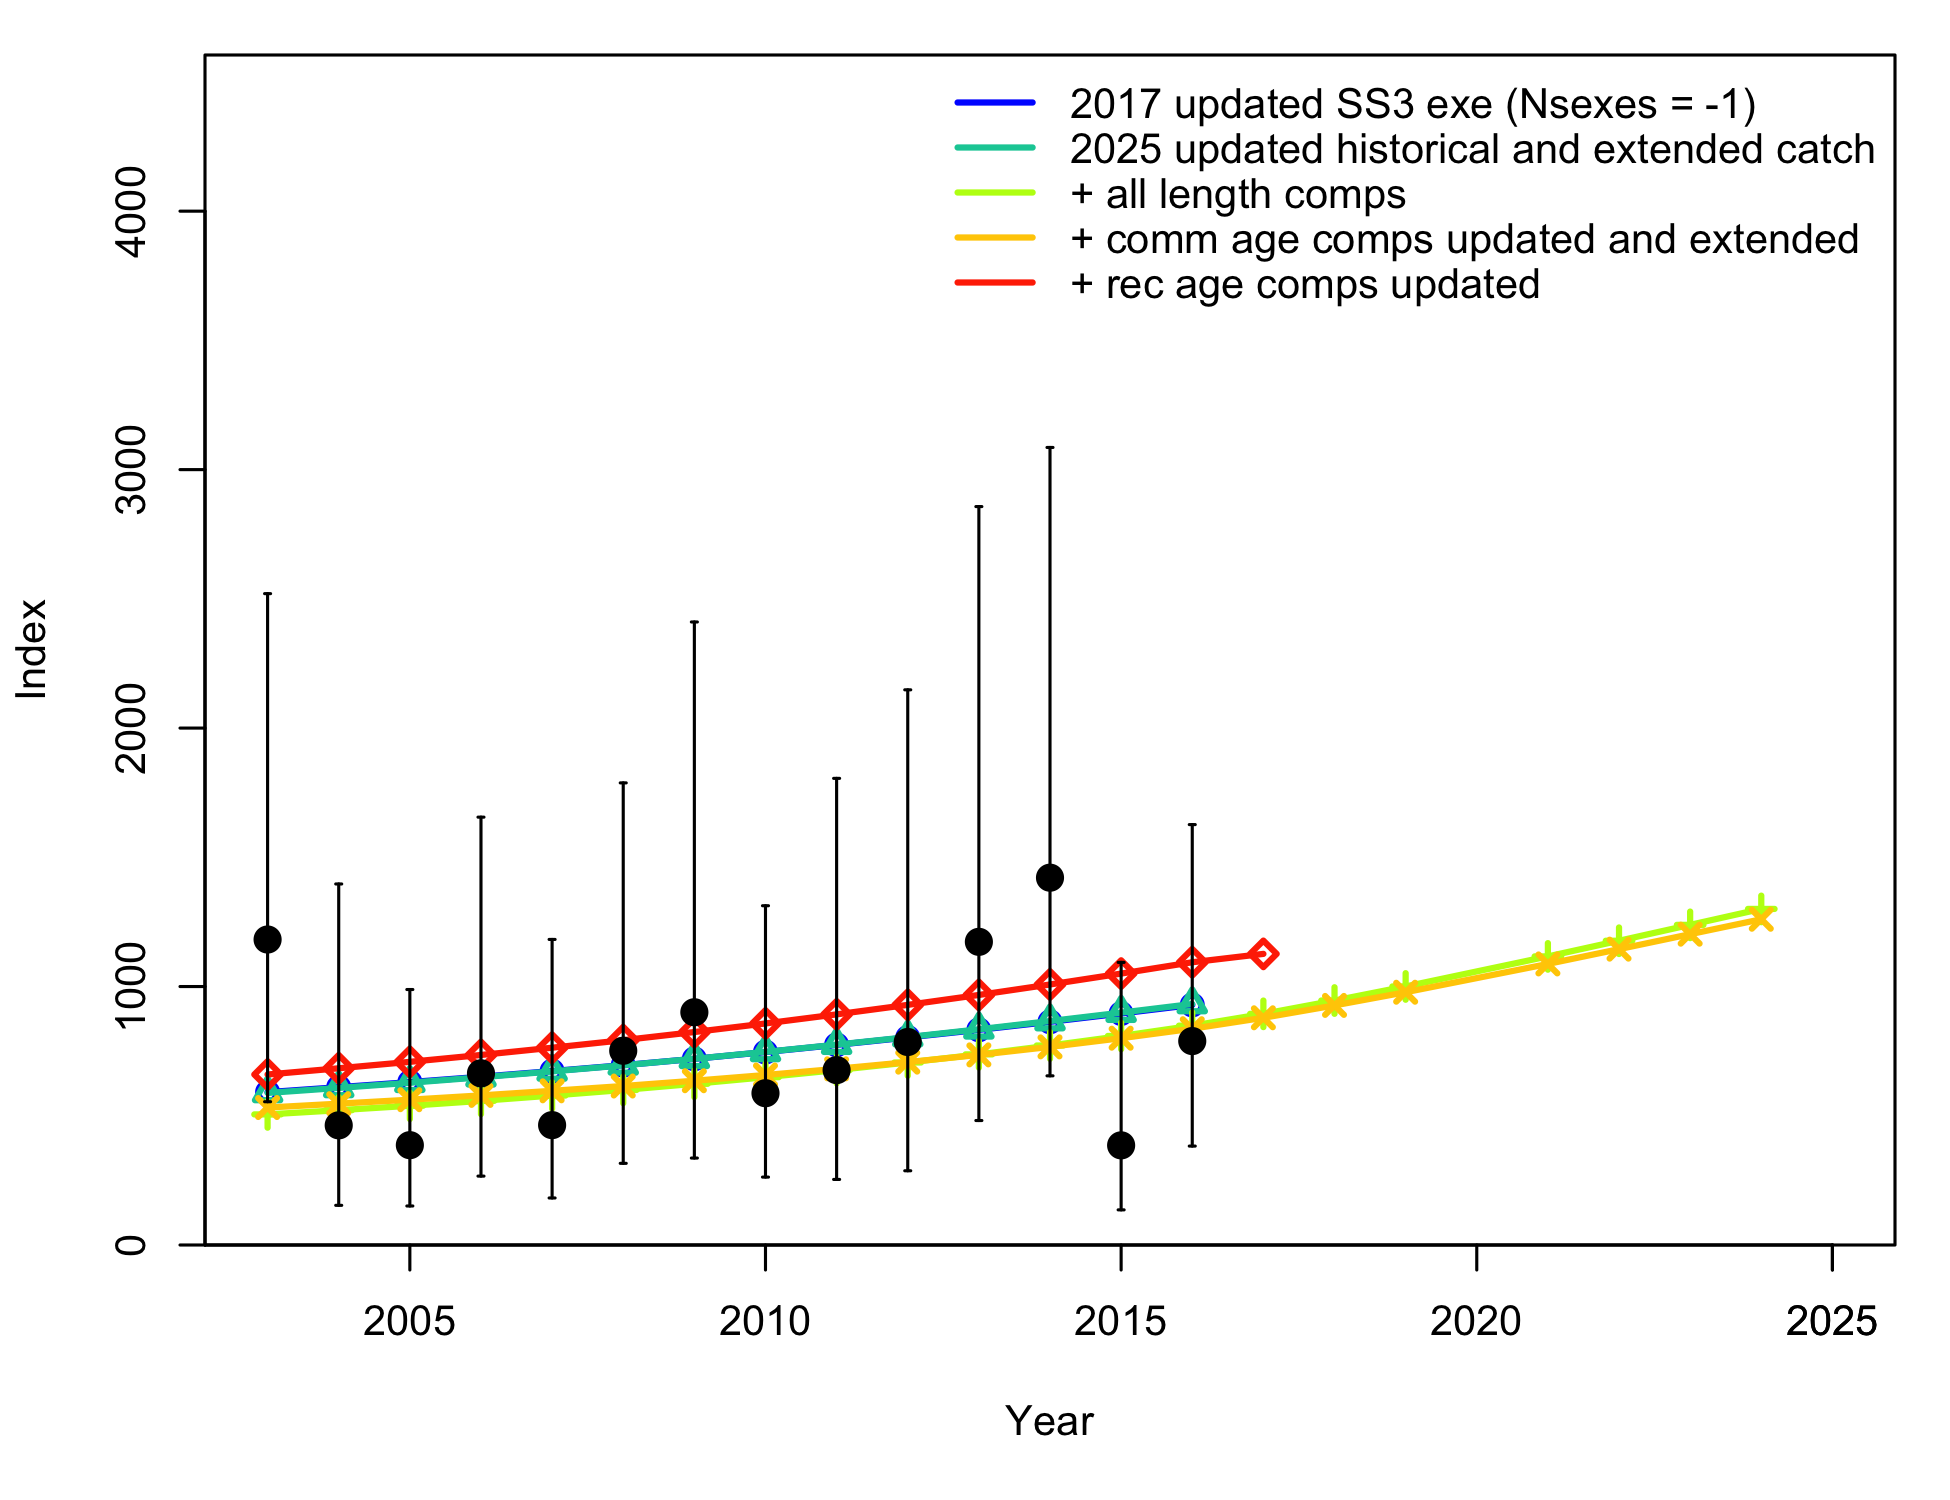 2017 updated SS3 exe (Nsexes = -1)
2025 updated historical and extended catch
+ all length comps
+ comm age comps updated and extended
+ rec age comps updated
4000
3000
2000
1000
0
Index
2005
2010
2015
2020
2025
Year